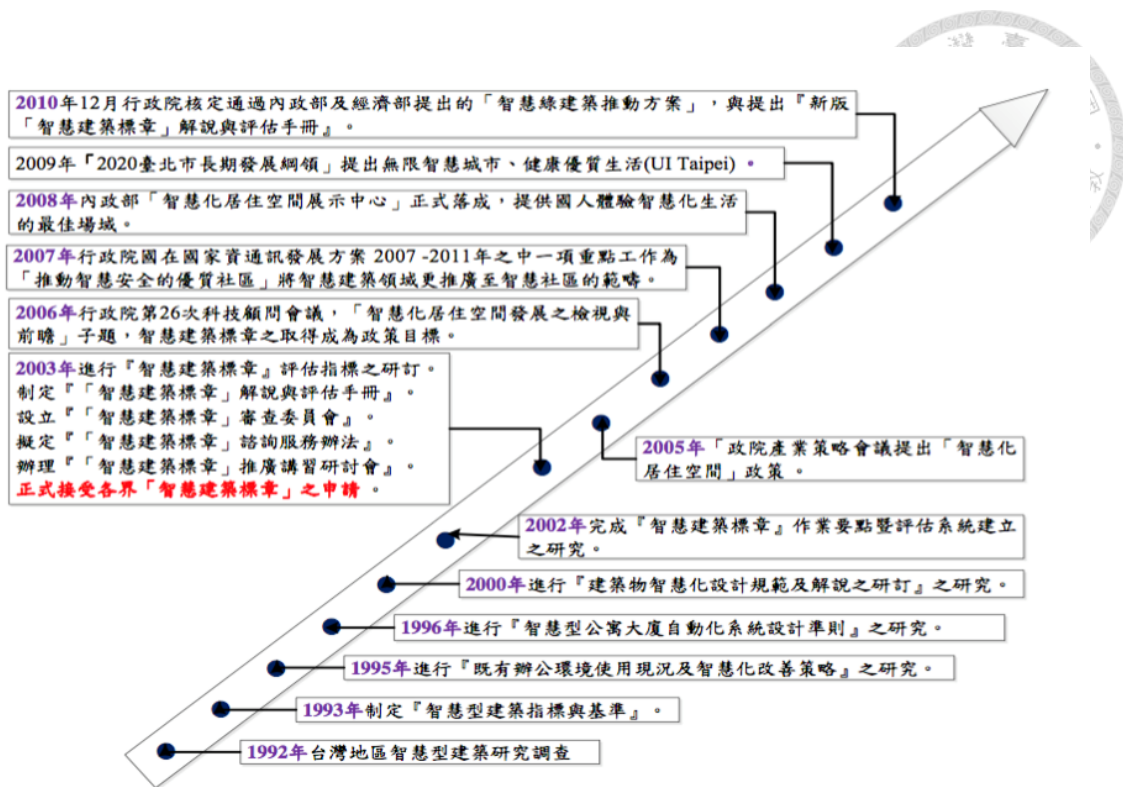 2010年12月行政院核定通過內政部及經濟部提出的「智慧綠建築推動方案」，與提出『新版
「智慧建築標章」解說與評估手冊』。
2009年「2020臺北市長期發展綱領」提出無限智慧城市、健康優質生活(UI Taipei) 。
2008年內政部「智慧化居住空間展示中心」正式落成，提供國人體驗智慧化生活
的最佳場域。
2007年行政院國在國家資通訊發展方案 2007 -2011年之中一項重點工作為
「推動智慧安全的優質社區」將智慧建築領域更推廣至智慧社區的範疇。
2006年行政院第26次科技顧問會議，「智慧化居住空間發展之檢視與
前瞻」子題，智慧建築標章之取得成為政策目標。
2003年進行『智慧建築標章』評估指標之研訂。
制定『「智慧建築標章」解說與評估手冊』。
設立『「智慧建築標章」審查委員會』。
擬定『「智慧建築標章」諮詢服務辦法』。
辦理『「智慧建築標章」推廣講習研討會』。
正式接受各界「智慧建築標章」之申請。
2005年「政院產業策略會議提出「智慧化
居住空間」政策。
2002年完成『智慧建築標章』作業要點暨評估系統建立
之研究。
2000年進行『建築物智慧化設計規範及解說之研訂』之研究。
1996年進行『智慧型公寓大廈自動化系統設計準則』之研究。
1995年進行『既有辦公環境使用現況及智慧化改善策略』之研究。
1993年制定『智慧型建築指標與基準』。
1992年台灣地區智慧型建築研究調查